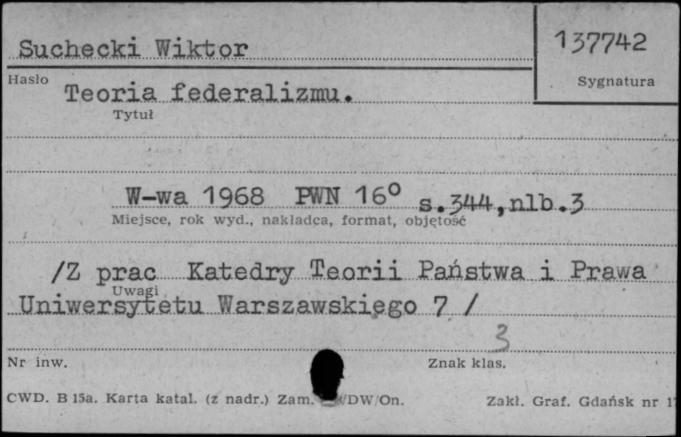 Suchecki Wiktor
137742
Hasło
Sygnatura
Teoria federalizmu.
Tytuł
W-wa 1968 PWN 16° s.344,nlb.3
Miejsce, rok wyd., nakładca, format, objętość
/Z prac Katedry Teorii Państwa i Prawa
Uwagi
Uniwersytetu Warszawskiego 7 /
3
Nr inw.
Znak klas.
CWD. B 15a. Karta katal. (z nadr.) Zam. /DW/On.
Zakł. Graf. Gdańsk nr